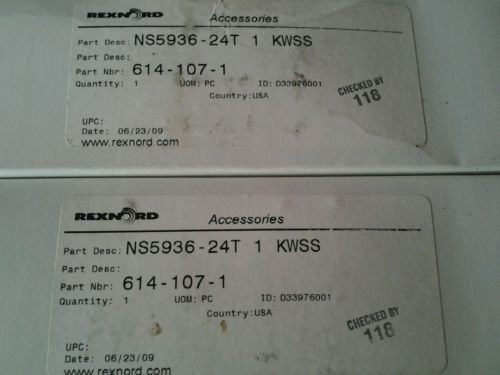 REXNORD
Accessories
Part Desc: NS5936-24T 1 KWSS
Part Desc:
Part Nbr: 614-107-1
Quantity: 1 UOM: PC ID: D33976001
Country: USA
CHECKED BY
118
UPC:
Date: 06/23/09
www.rexnord.com
REXNORD
Accessories
Part Desc: NS5936-24T 1 KWSS
Part Desc:
Part Nbr: 614-107-1
Quantity: 1 UOM: PC ID: D33976001
Country: USA
CHECKED BY
118
UPC:
Date: 06/23/09
www.rexnord.com